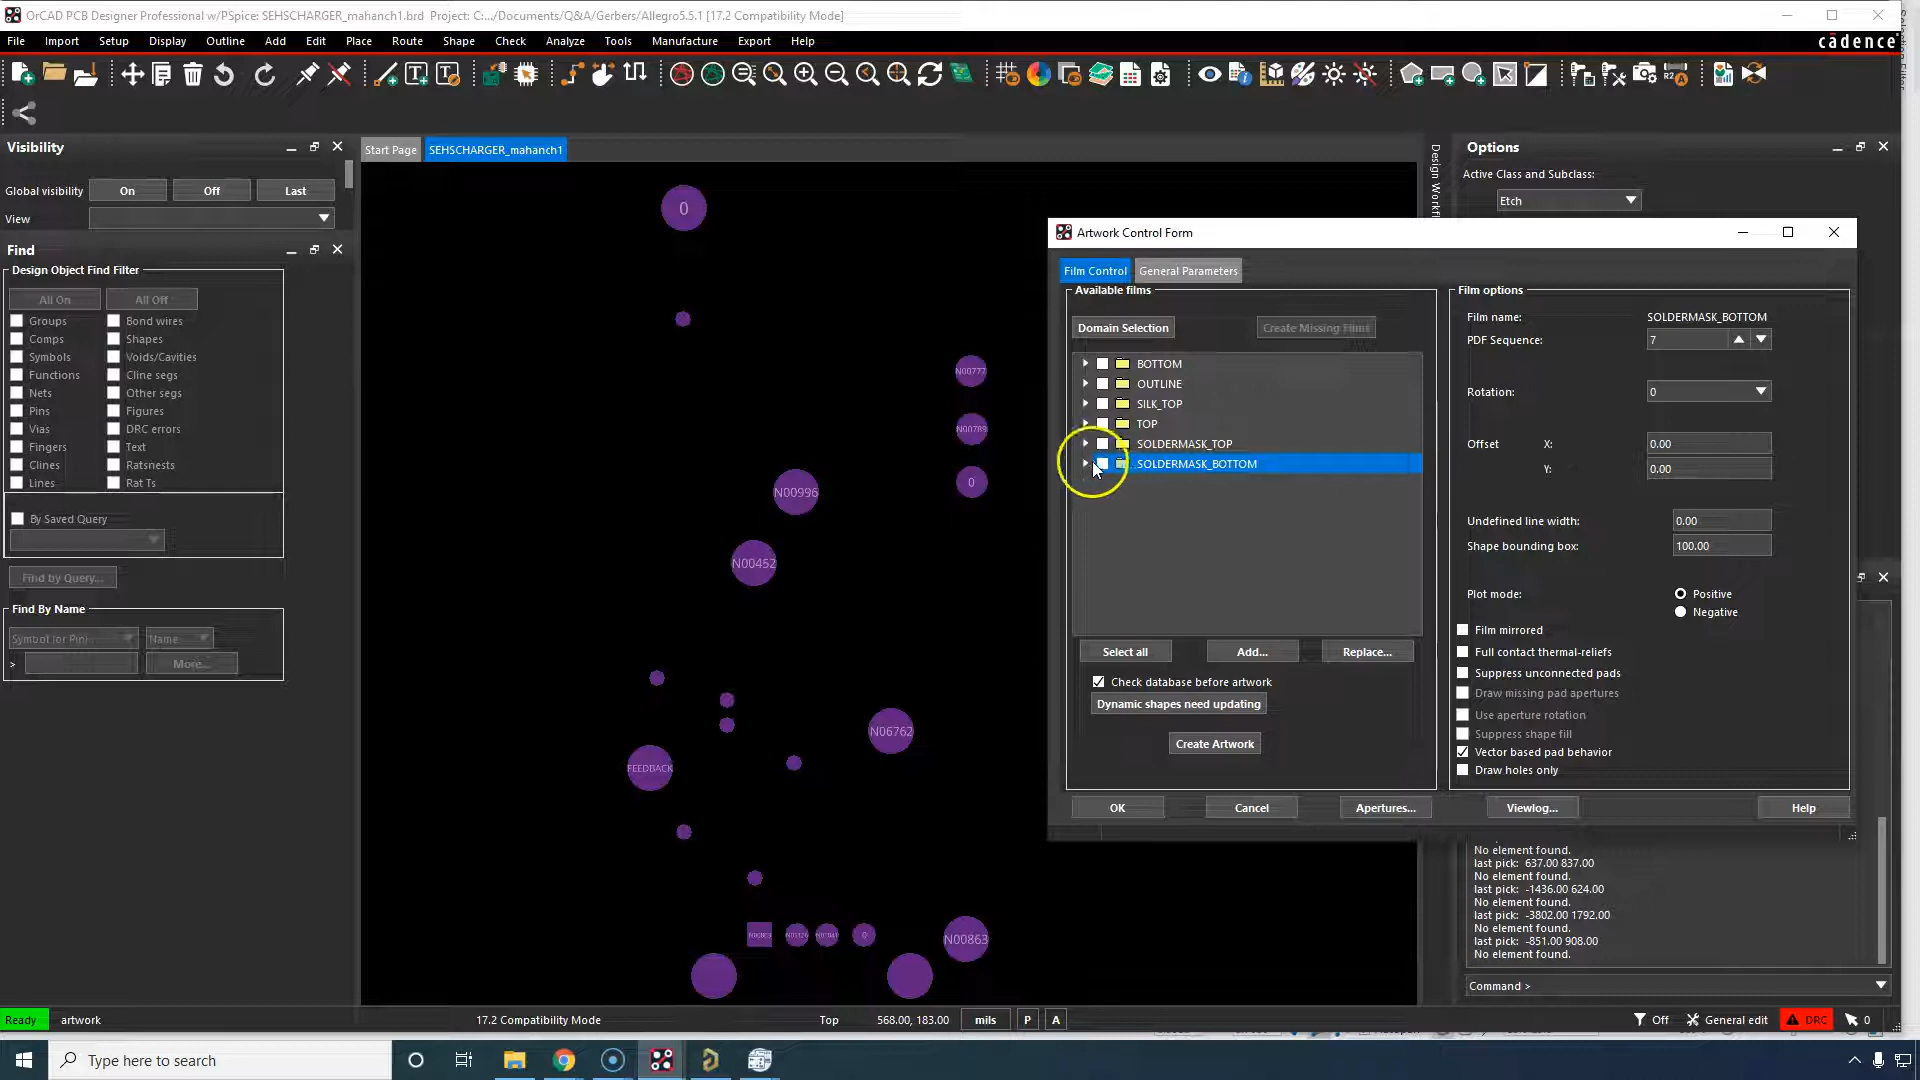 OrCAD PCB Designer Professional w/PSpice: SEHSCHARGER_mahanch1.brd  Project: C:.../Documents/Q&A/Gerbers/Allegro5.5.1 [17.2 Compatibility Mode]
File Import Setup Display Outline Add Edit Place Route Shape Check Analyze Tools Manufacture Export Help
cādence
Visibility
Global visibility On Off Last
View
Find
Design Object Find Filter
All On All Off
Groups Bond wires
Comps Shapes
Symbols Voids/Cavities
Functions Cline segs
Nets Other segs
Pins Figures
Vias DRC errors
Fingers Text
Clines Ratsnests
Lines Rat Ts
By Saved Query
Find by Query...
Find By Name
Symbol (or Pin) Name
> More...
Start Page SEHSCHARGER_mahanch1
0
N00777
N00789
0
N00996
N00452
N06762
FEEDBACK
0
N00863
Options
Active Class and Subclass:
Etch
Artwork Control Form
Film Control General Parameters
Available films
Domain Selection Create Missing Films
BOTTOM
OUTLINE
SILK_TOP
TOP
SOLDERMASK_TOP
SOLDERMASK_BOTTOM
Select all Add... Replace...
Check database before artwork
Dynamic shapes need updating
Create Artwork
Film options
Film name: SOLDERMASK_BOTTOM
PDF Sequence: 7
Rotation: 0
Offset X: 0.00
Y: 0.00
Undefined line width: 0.00
Shape bounding box: 100.00
Plot mode: Positive
Negative
Film mirrored
Full contact thermal-reliefs
Suppress unconnected pads
Draw missing pad apertures
Use aperture rotation
Suppress shape fill
Vector based pad behavior
Draw holes only
OK Cancel Apertures... Viewlog... Help
No element found.
last pick:  637.00 837.00
No element found.
last pick:  -1436.00 624.00
No element found.
last pick:  -3802.00 1792.00
No element found.
last pick:  -851.00 908.00
No element found.
Command >
Ready artwork 17.2 Compatibility Mode Top 568.00, 183.00 mils P A Off General edit DRC 0
Type here to search